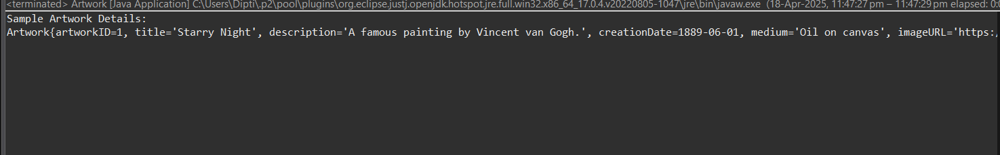 <terminated> Artwork [Java Application] C:\Users\Dipti\.p2\pool\plugins\org.eclipse.justj.openjdk.hotspot.jre.full.win32.x86_64_17.0.4.v20220805-1047\jre\bin\javaw.exe (18-Apr-2025, 11:47:27 pm – 11:47:29 pm elapsed: 0:0
Sample Artwork Details:
Artwork{artworkID=1, title='Starry Night', description='A famous painting by Vincent van Gogh.', creationDate=1889-06-01, medium='Oil on canvas', imageURL='https:/